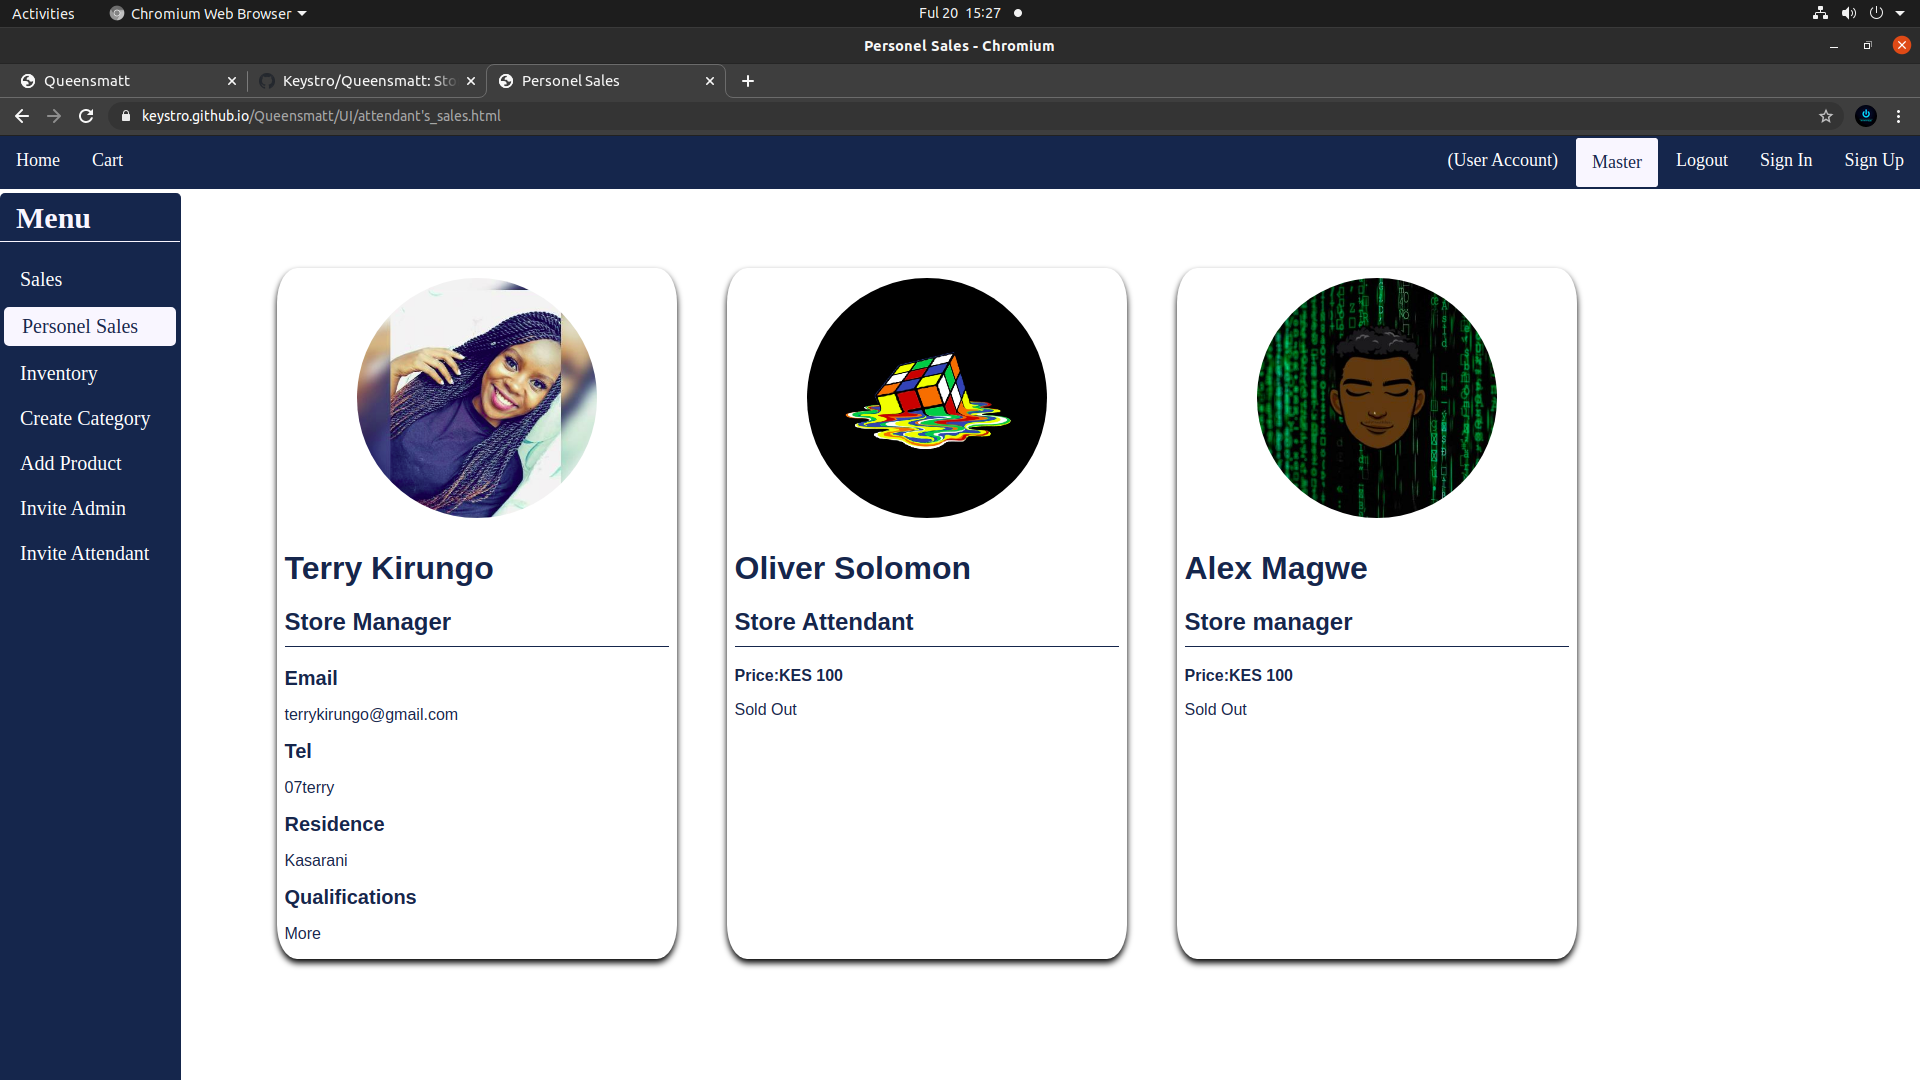 Activities
Chromium Web Browser
Ful 20 15:27
Personel Sales - Chromium
Queensmatt
Keystro/Queensmatt: Sto
Personel Sales
keystro.github.io/Queensmatt/UI/attendant's_sales.html
Home
Cart
(User Account)
Master
Logout
Sign In
Sign Up
Menu
Sales
Personel Sales
Inventory
Create Category
Add Product
Invite Admin
Invite Attendant
Terry Kirungo
Store Manager
Email
terrykirungo@gmail.com
Tel
07terry
Residence
Kasarani
Qualifications
More
Oliver Solomon
Store Attendant
Price:KES 100
Sold Out
Alex Magwe
Store manager
Price:KES 100
Sold Out